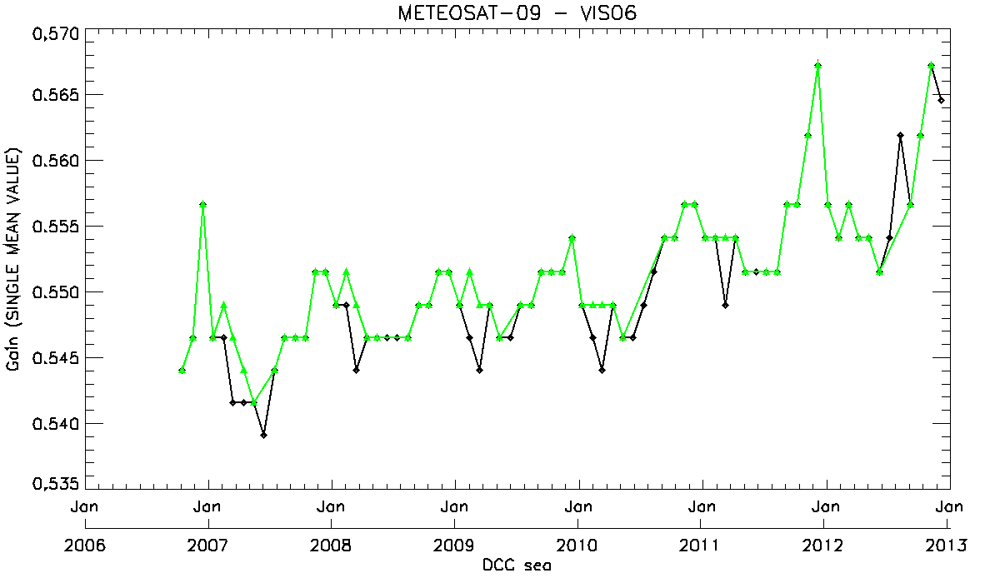 METEOSAT-09 - VIS06
0.570
0.565
0.560
0.555
0.550
0.545
0.540
0.535
Gain (SINGLE MEAN VALUE)
Jan Jan Jan Jan Jan Jan Jan Jan
2006 2007 2008 2009 2010 2011 2012 2013
DCC sea